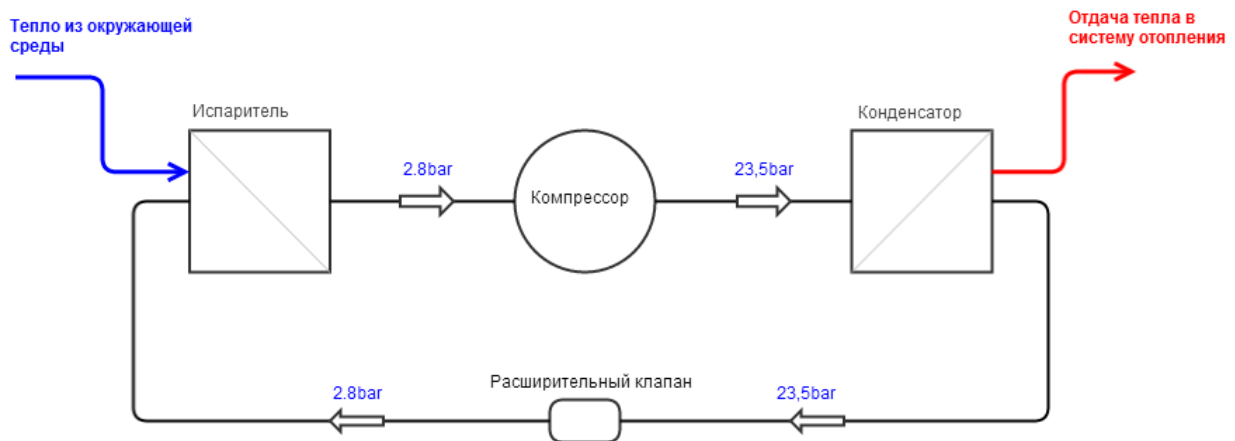 Тепло из окружающей
среды
Отдача тепла в
систему отопления
Испаритель
Конденсатор
2.8bar
23,5bar
Компрессор
Расширительный клапан
2.8bar
23,5bar